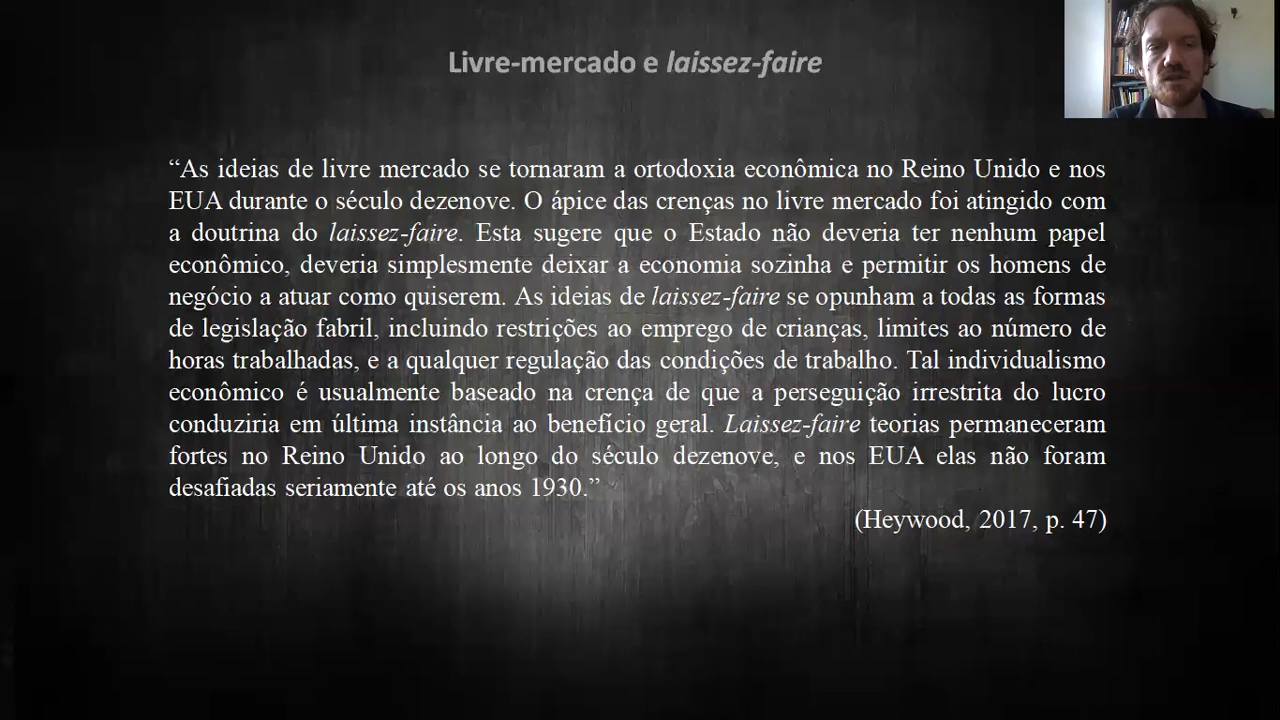 Livre-mercado e laissez-faire
“As ideias de livre mercado se tornaram a ortodoxia econômica no Reino Unido e nos
EUA durante o século dezenove. O ápice das crenças no livre mercado foi atingido com
a doutrina do laissez-faire. Esta sugere que o Estado não deveria ter nenhum papel
econômico, deveria simplesmente deixar a economia sozinha e permitir os homens de
negócio a atuar como quiserem. As ideias de laissez-faire se opunham a todas as formas
de legislação fabril, incluindo restrições ao emprego de crianças, limites ao número de
horas trabalhadas, e a qualquer regulação das condições de trabalho. Tal individualismo
econômico é usualmente baseado na crença de que a perseguição irrestrita do lucro
conduziria em última instância ao benefício geral. Laissez-faire teorias permaneceram
fortes no Reino Unido ao longo do século dezenove, e nos EUA elas não foram
desafiadas seriamente até os anos 1930.”
(Heywood, 2017, p. 47)